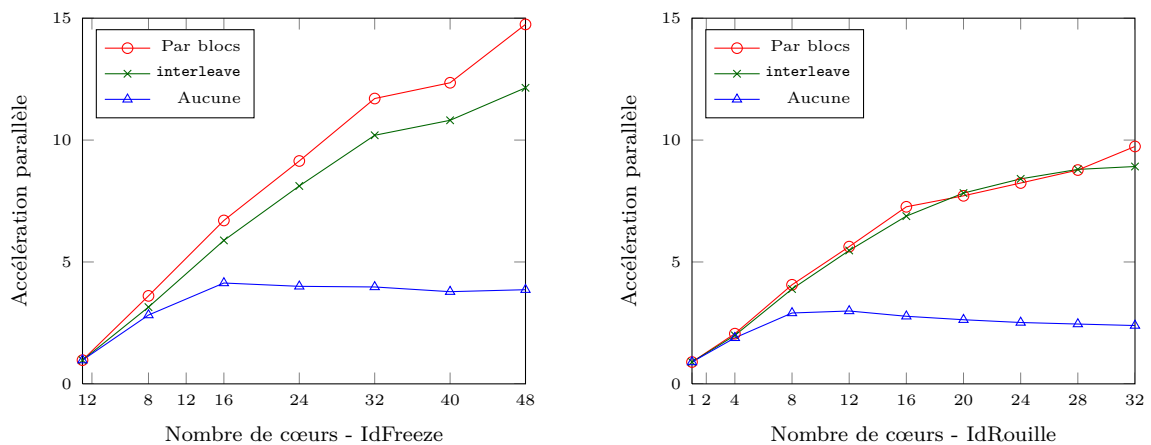 15
10
5
0
Accélération parallèle
Par blocs
interleave
Aucune
1 2 8 12 16 24 32 40 48
Nombre de cœurs - IdFreeze
15
10
5
0
Accélération parallèle
Par blocs
interleave
Aucune
1 2 4 8 12 16 20 24 28 32
Nombre de cœurs - IdRouille